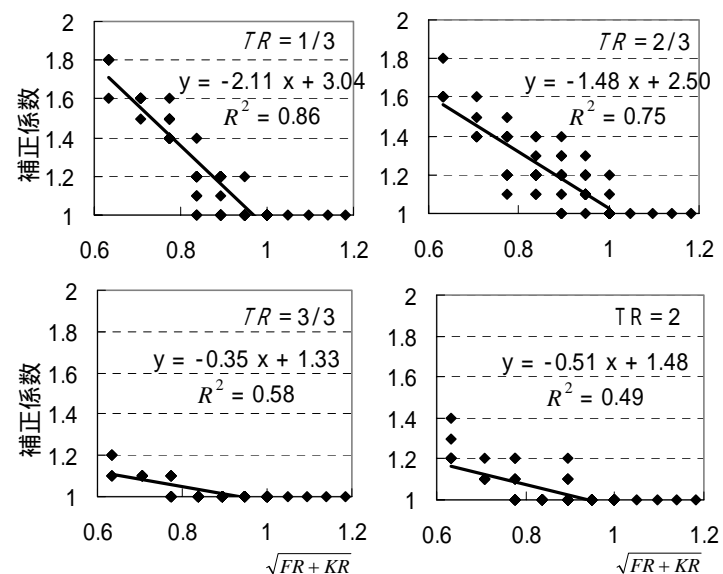 2
1.8
1.6
1.4
1.2
1
補正係数
TR = 1/3
y = -2.11 x + 3.04
R² = 0.86
0.6 0.8 1 1.2
2
1.8
1.6
1.4
1.2
1
TR = 2/3
y = -1.48 x + 2.50
R² = 0.75
0.6 0.8 1 1.2
2
1.8
1.6
1.4
1.2
1
補正係数
TR = 3/3
y = -0.35 x + 1.33
R² = 0.58
0.6 0.8 1 1.2
√FR + KR
2
1.8
1.6
1.4
1.2
1
TR = 2
y = -0.51 x + 1.48
R² = 0.49
0.6 0.8 1 1.2
√FR + KR